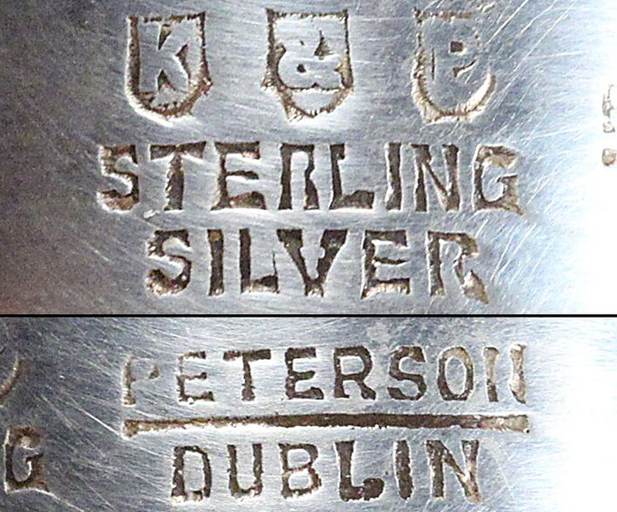 K & P
STERLING
SILVER
PETERSON
G DUBLIN